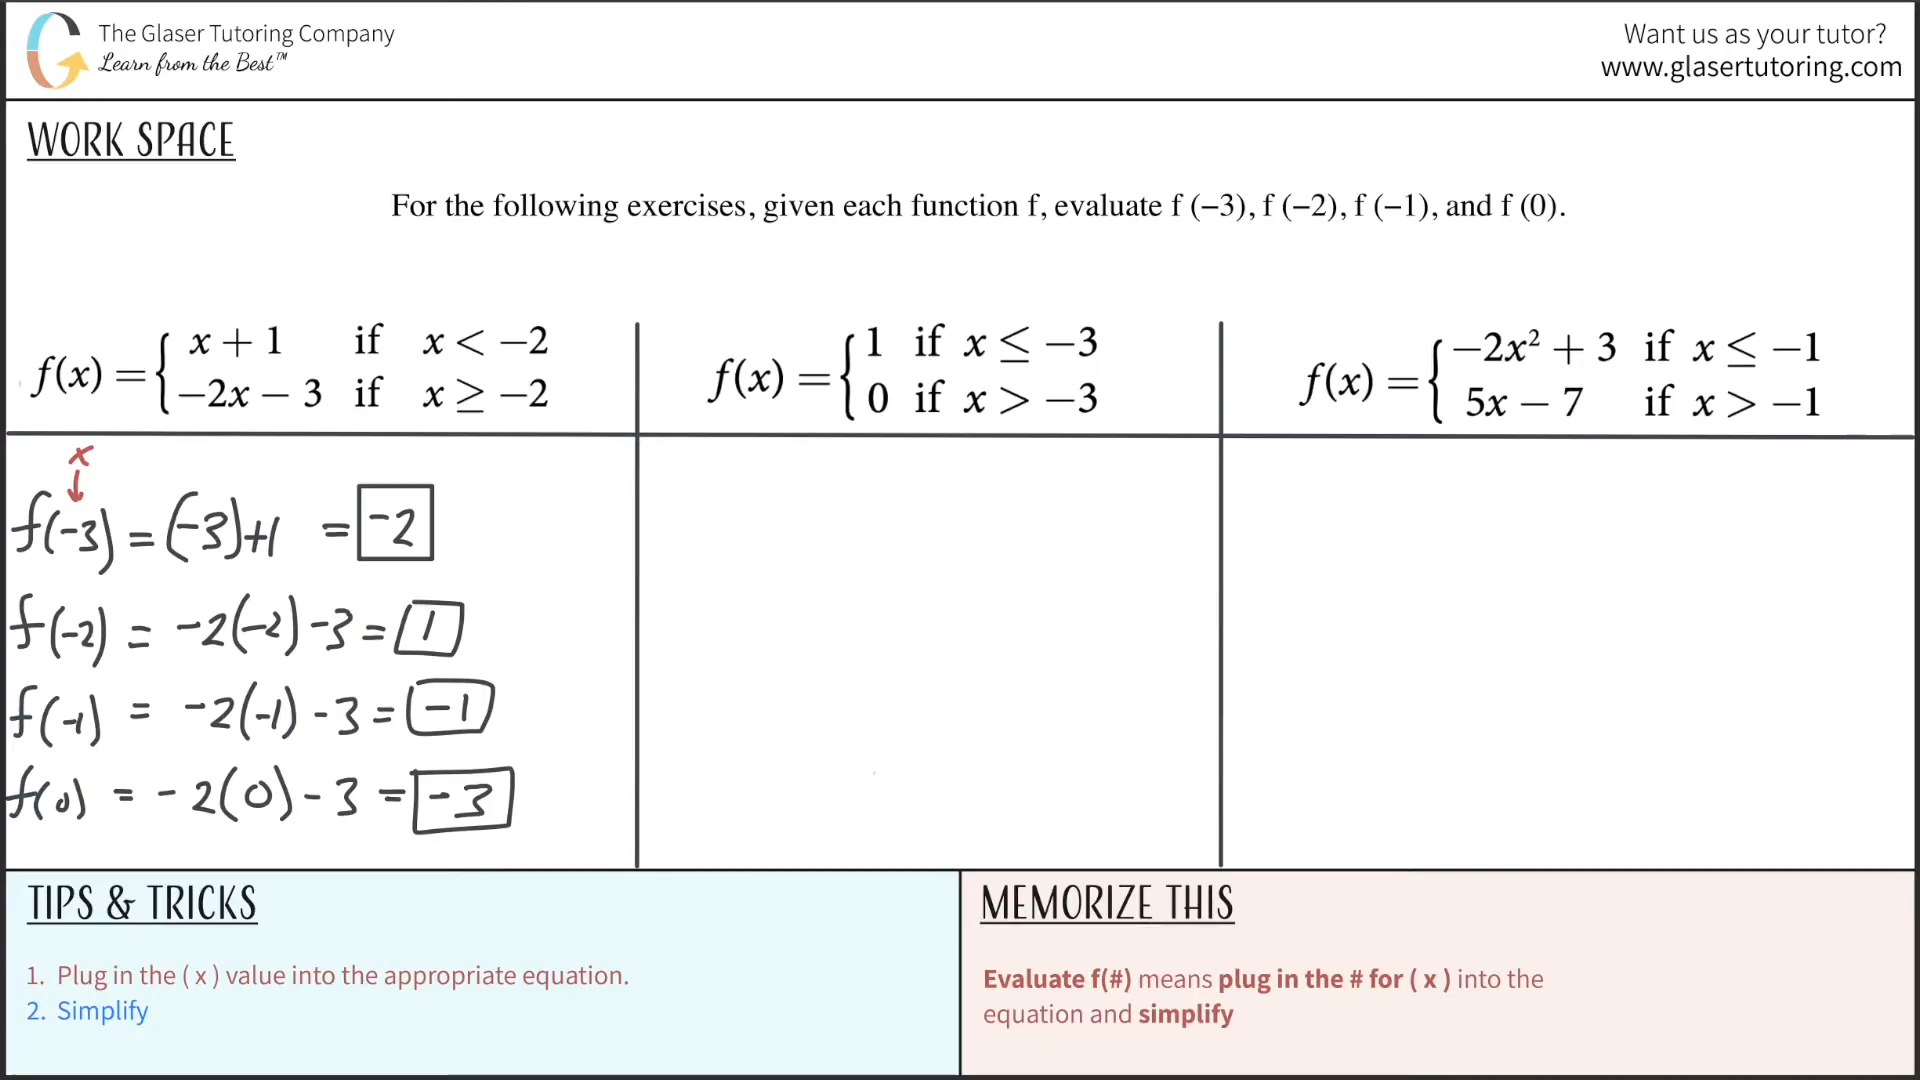 The Glaser Tutoring Company
Learn from the Best™
Want us as your tutor?
www.glasertutoring.com
WORK SPACE
For the following exercises, given each function f, evaluate f (−3), f (−2), f (−1), and f (0).
f(x) = { x + 1 if x < −2
−2x − 3 if x ≥ −2
f(x) = { 1 if x ≤ −3
0 if x > −3
f(x) = { −2x² + 3 if x ≤ −1
5x − 7 if x > −1
x
f(-3) = (-3)+1 = -2
f(-2) = -2(-2)-3 = 1
f(-1) = -2(-1)-3 = -1
f(0) = -2(0)-3 = -3
TIPS & TRICKS
1. Plug in the ( x ) value into the appropriate equation.
2. Simplify
MEMORIZE THIS
Evaluate f(#) means plug in the # for ( x ) into the
equation and simplify